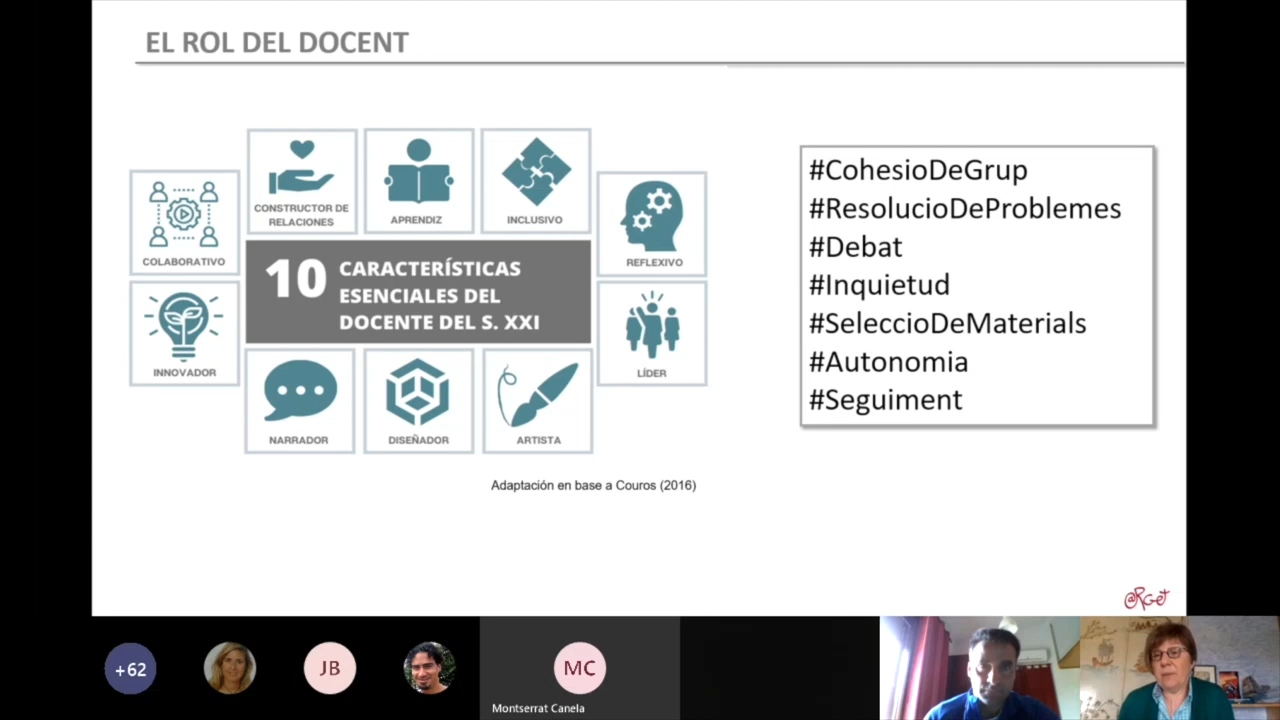 EL ROL DEL DOCENT
CONSTRUCTOR DE
RELACIONES
APRENDIZ
INCLUSIVO
COLABORATIVO
REFLEXIVO
10 CARACTERÍSTICAS
ESENCIALES DEL
DOCENTE DEL S. XXI
INNOVADOR
LÍDER
NARRADOR
DISEÑADOR
ARTISTA
Adaptación en base a Couros (2016)
#CohesioDeGrup
#ResolucioDeProblemes
#Debat
#Inquietud
#SeleccioDeMaterials
#Autonomia
#Seguiment
@RGet
+62
JB
MC
Montserrat Canela